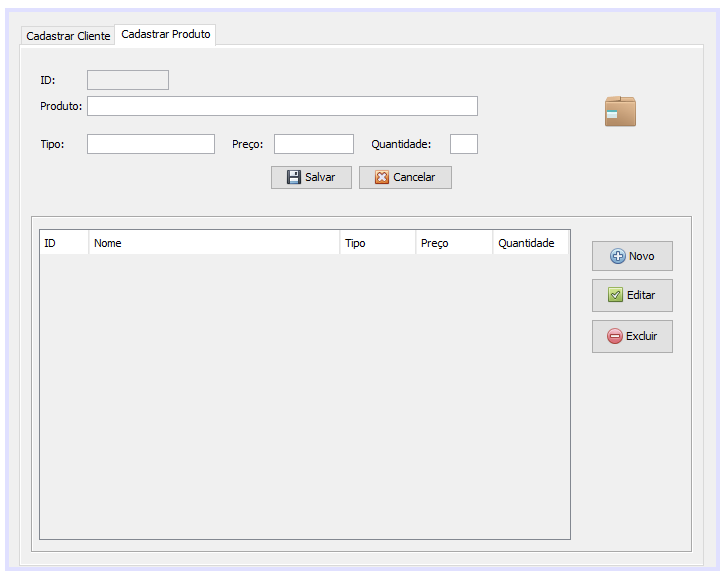 Cadastrar Cliente Cadastrar Produto
ID:
Produto:
Tipo: Preço: Quantidade:
Salvar Cancelar
ID Nome Tipo Preço Quantidade
Novo
Editar
Excluir